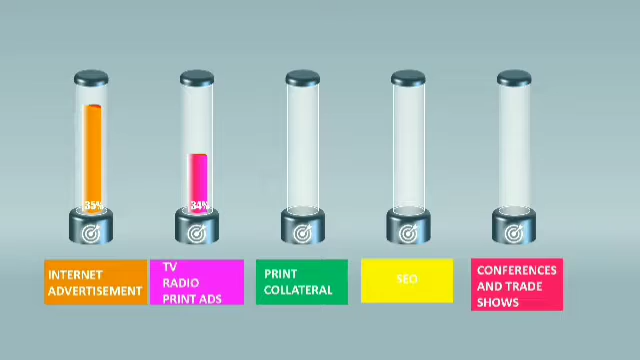 35%
34%
INTERNET
ADVERTISEMENT
TV
RADIO
PRINT ADS
PRINT
COLLATERAL
SEO
CONFERENCES
AND TRADE
SHOWS